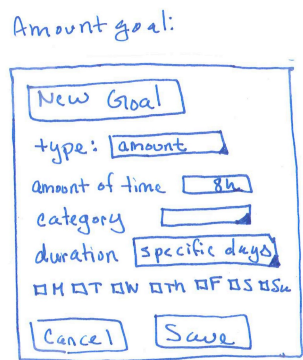 Amount goal:
New Goal
type: amount
amount of time 8h
category
duration specific days
M T W Th F S Su
Cancel Save